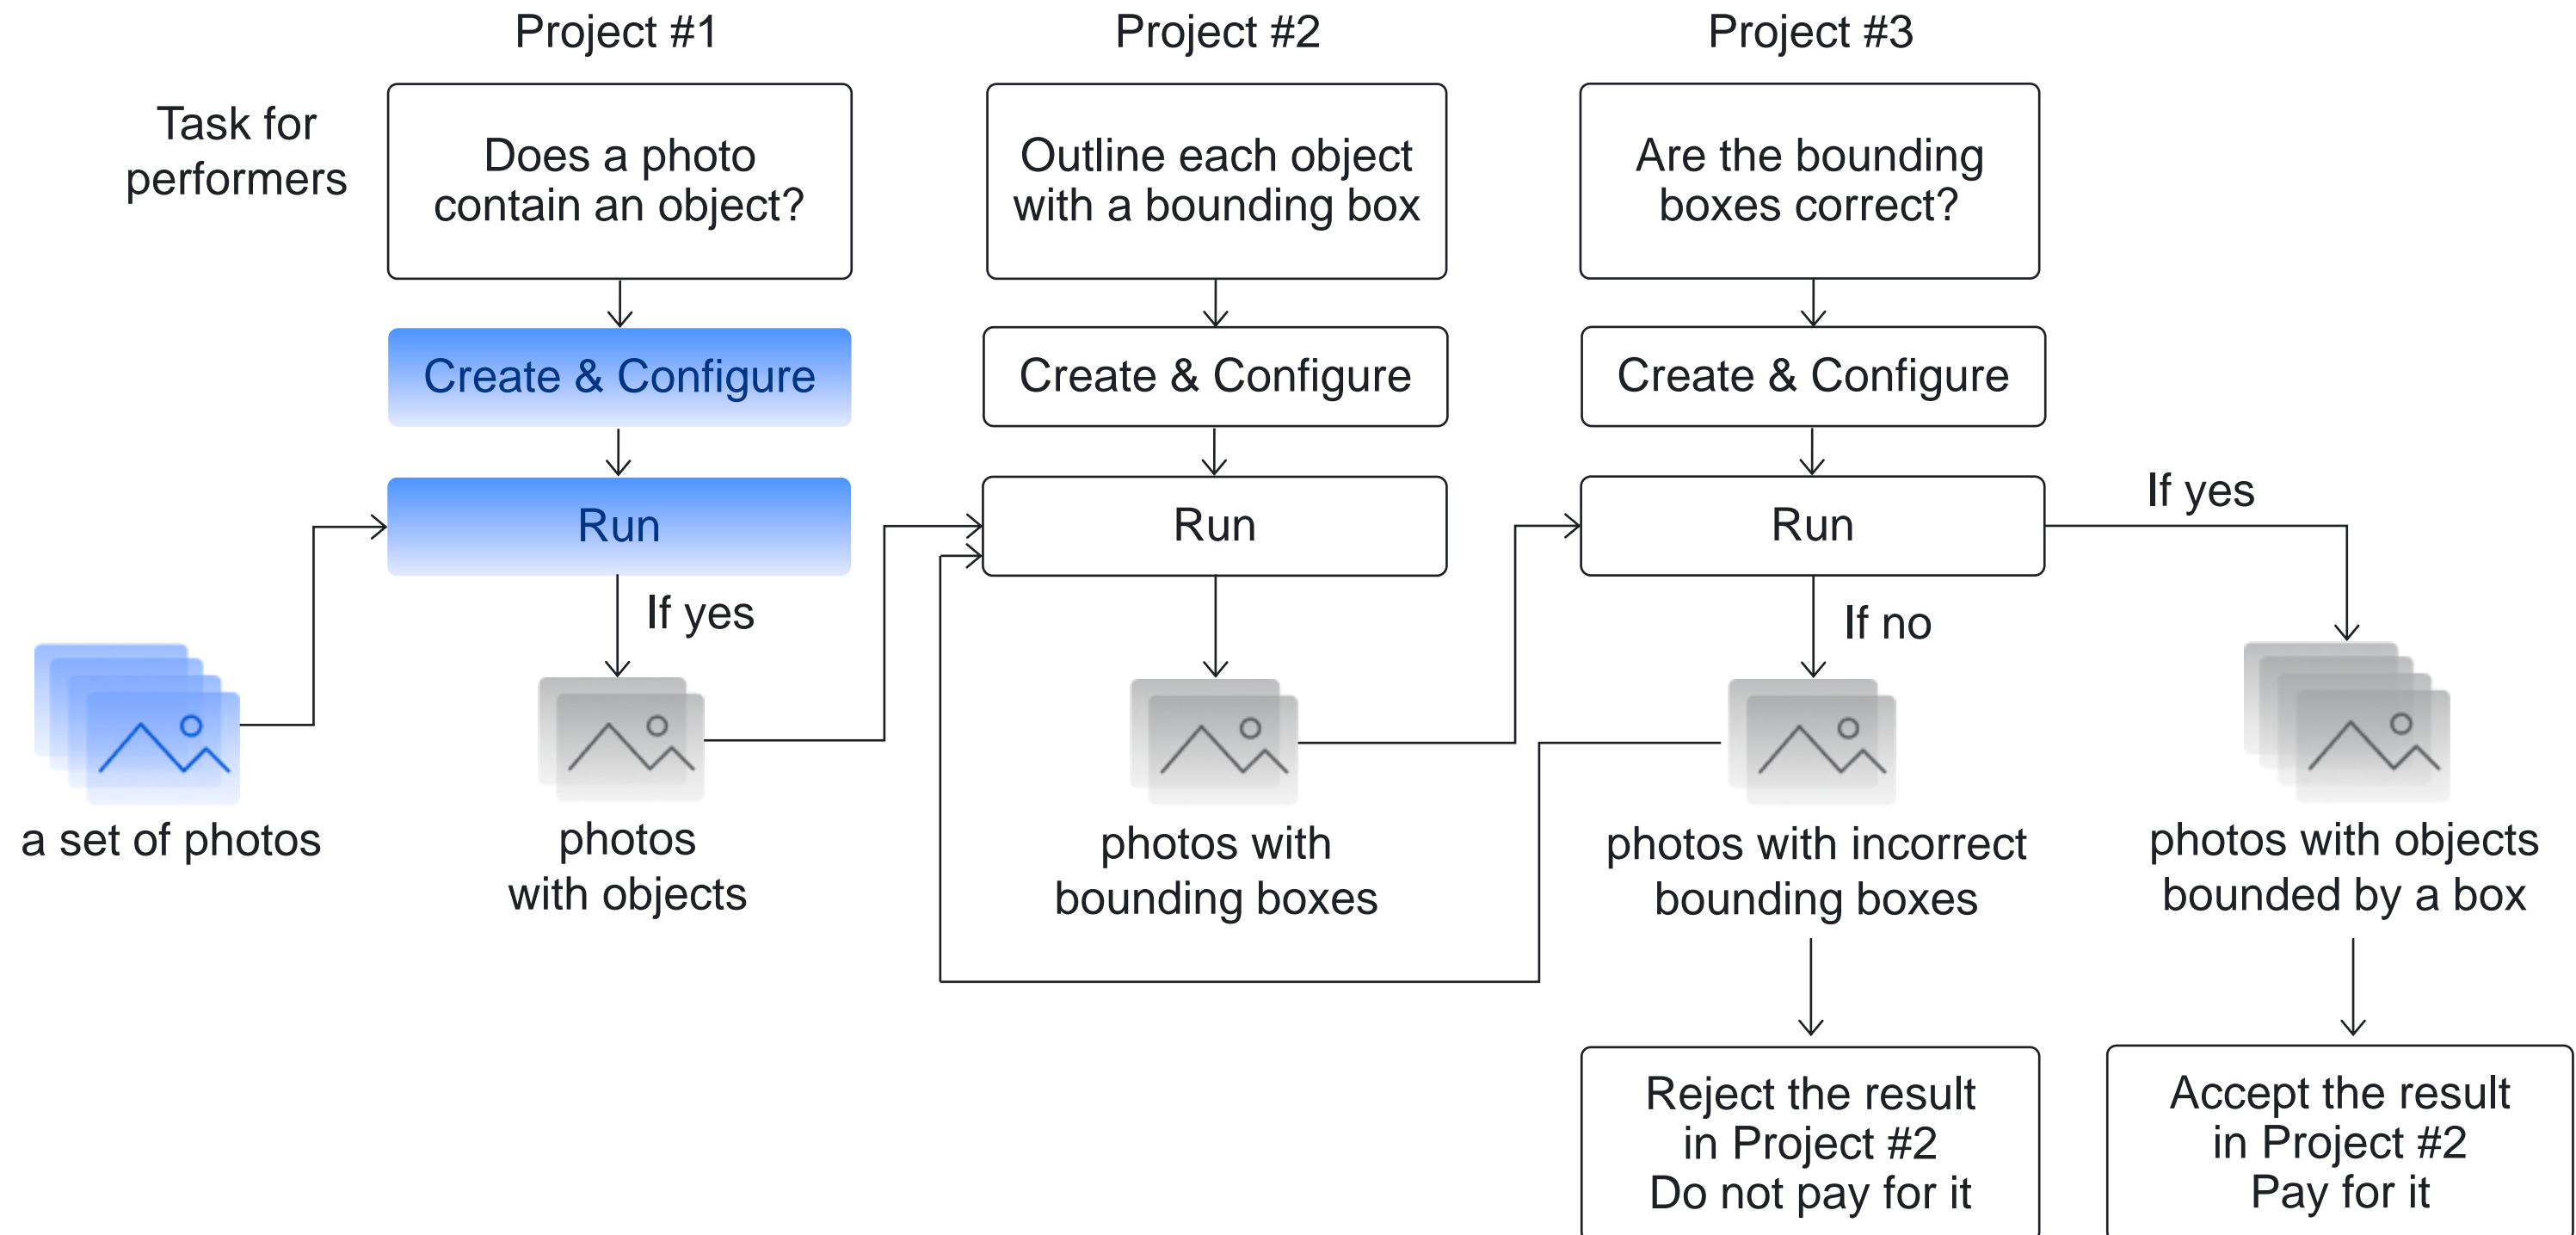 Project #1
Project #2
Project #3
Task for
performers
Does a photo
contain an object?
Outline each object
with a bounding box
Are the bounding
boxes correct?
Create & Configure
Create & Configure
Create & Configure
Run
Run
Run
If yes
If yes
If no
a set of photos
photos
with objects
photos with
bounding boxes
photos with incorrect
bounding boxes
photos with objects
bounded by a box
Reject the result
in Project #2
Do not pay for it
Accept the result
in Project #2
Pay for it